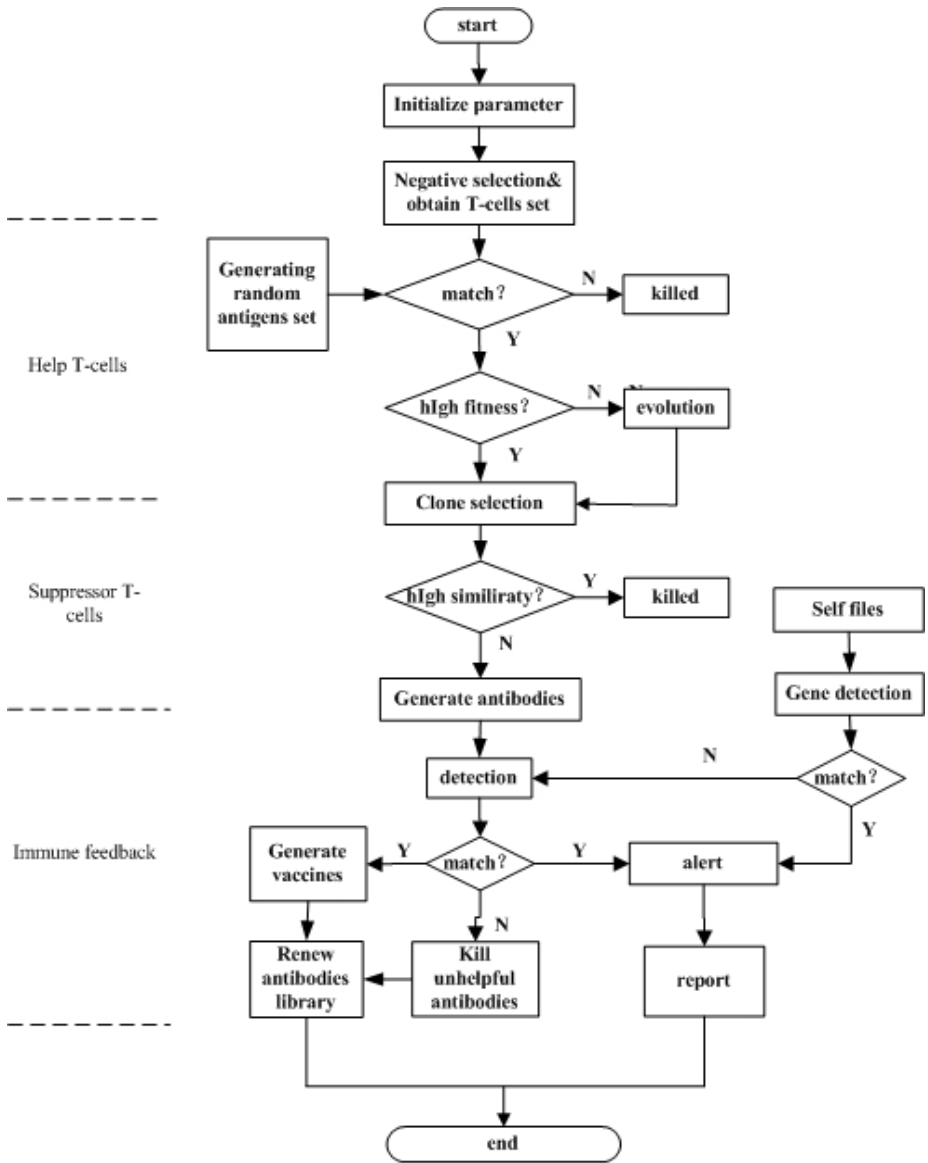 start
Initialize parameter
Negative selection&
obtain T-cells set
Generating
random
antigens set
match?
N
killed
Y
Help T-cells
hIgh fitness?
N
N
evolution
Y
Clone selection
Suppressor T-
cells
hIgh similiraty?
Y
killed
N
Self files
Generate antibodies
Gene detection
detection
N
match?
Y
Immune feedback
Generate
vaccines
Y
match?
Y
alert
N
Renew
antibodies
library
Kill
unhelpful
antibodies
report
end